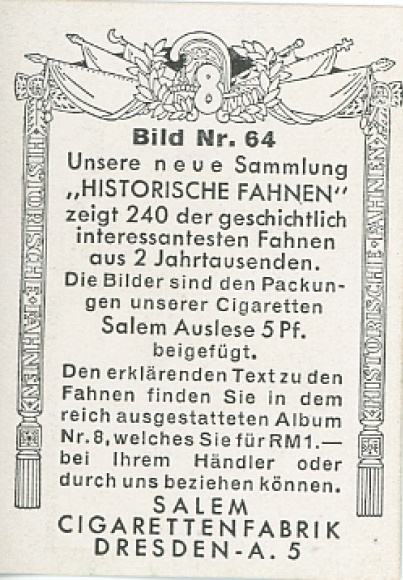 8
Bild Nr. 64
Unsere neue Sammlung
„HISTORISCHE FAHNEN"
zeigt 240 der geschichtlich
interessantesten Fahnen
aus 2 Jahrtausenden.
Die Bilder sind den Packun-
gen unserer Cigaretten
Salem Auslese 5 Pf.
beigefügt.
Den erklärenden Text zu den
Fahnen finden Sie in dem
reich ausgestatteten Album
Nr. 8, welches Sie für RM1.—
bei Ihrem Händler oder
durch uns beziehen können.
SALEM
CIGARETTENFABRIK
DRESDEN-A. 5
HISTORISCHE·FAHNEN
HISTORISCHE·FAHNEN